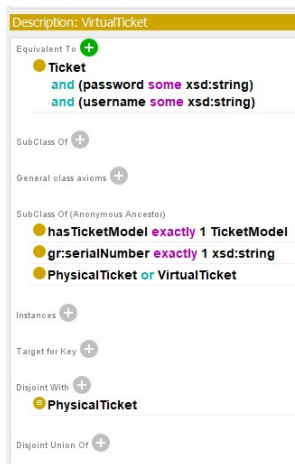 Description: VirtualTicket
Equivalent To
Ticket
and (password some xsd:string)
and (username some xsd:string)
SubClass Of
General class axioms
SubClass Of (Anonymous Ancestor)
hasTicketModel exactly 1 TicketModel
gr:serialNumber exactly 1 xsd:string
PhysicalTicket or VirtualTicket
Instances
Target for Key
Disjoint With
PhysicalTicket
Disjoint Union Of